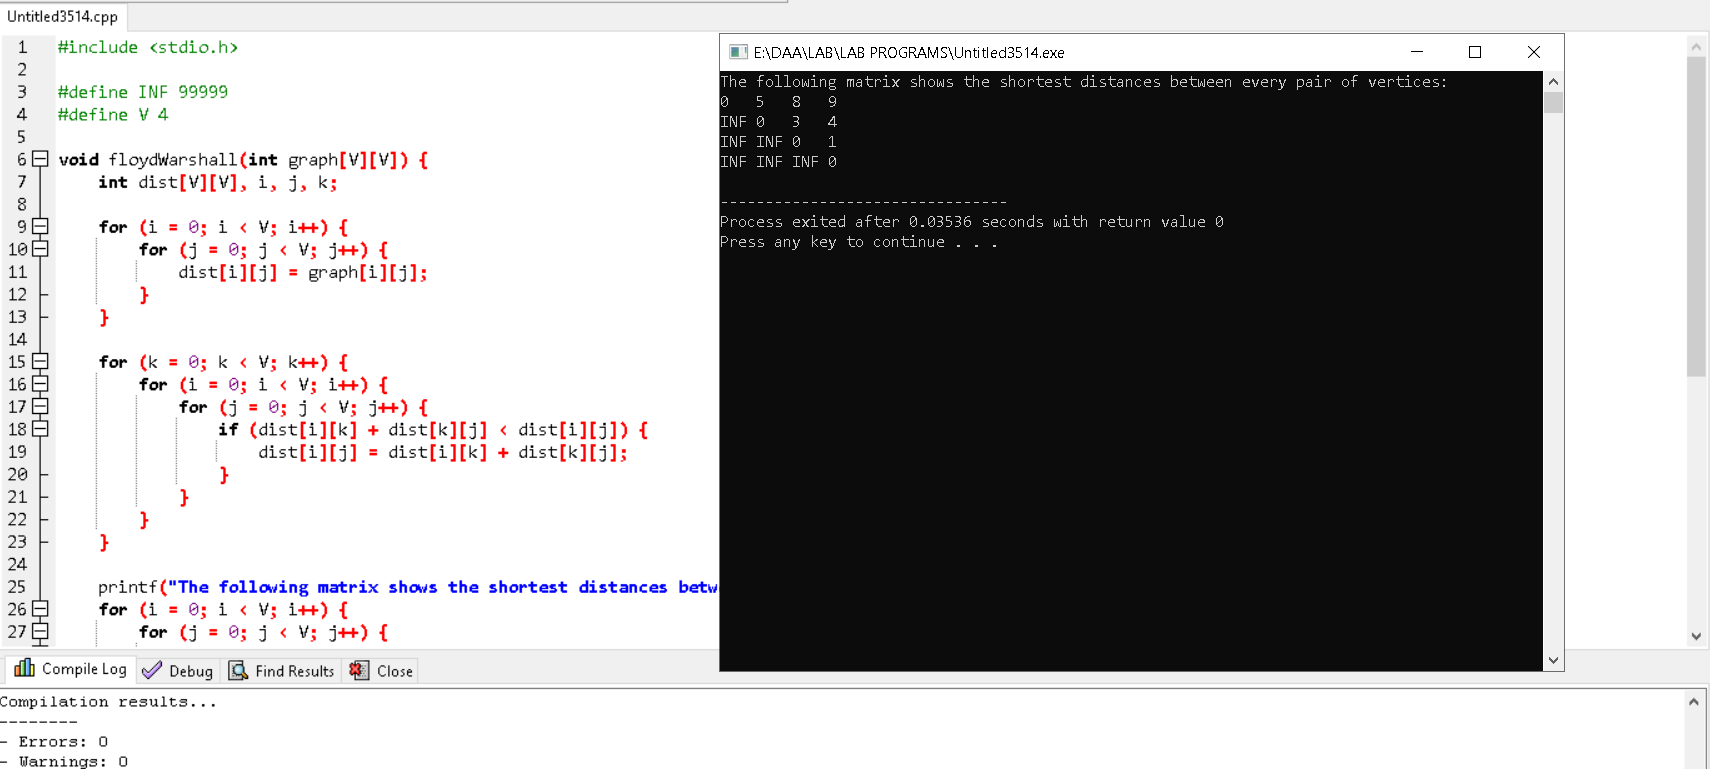 Untitled3514.cpp
1 #include <stdio.h>
2
3 #define INF 99999
4 #define V 4
5
6 void floydWarshall(int graph[V][V]) {
7 int dist[V][V], i, j, k;
8
9 for (i = 0; i < V; i++) {
10 for (j = 0; j < V; j++) {
11 dist[i][j] = graph[i][j];
12 }
13 }
14
15 for (k = 0; k < V; k++) {
16 for (i = 0; i < V; i++) {
17 for (j = 0; j < V; j++) {
18 if (dist[i][k] + dist[k][j] < dist[i][j]) {
19 dist[i][j] = dist[i][k] + dist[k][j];
20 }
21 }
22 }
23 }
24
25 printf("The following matrix shows the shortest distances betw
26 for (i = 0; i < V; i++) {
27 for (j = 0; j < V; j++) {
E:\DAA\LAB\LAB PROGRAMS\Untitled3514.exe
The following matrix shows the shortest distances between every pair of vertices:
0 5 8 9
INF 0 3 4
INF INF 0 1
INF INF INF 0
--------------------------------
Process exited after 0.03536 seconds with return value 0
Press any key to continue . . .
Compile Log Debug Find Results Close
Compilation results...
--------
- Errors: 0
- Warnings: 0